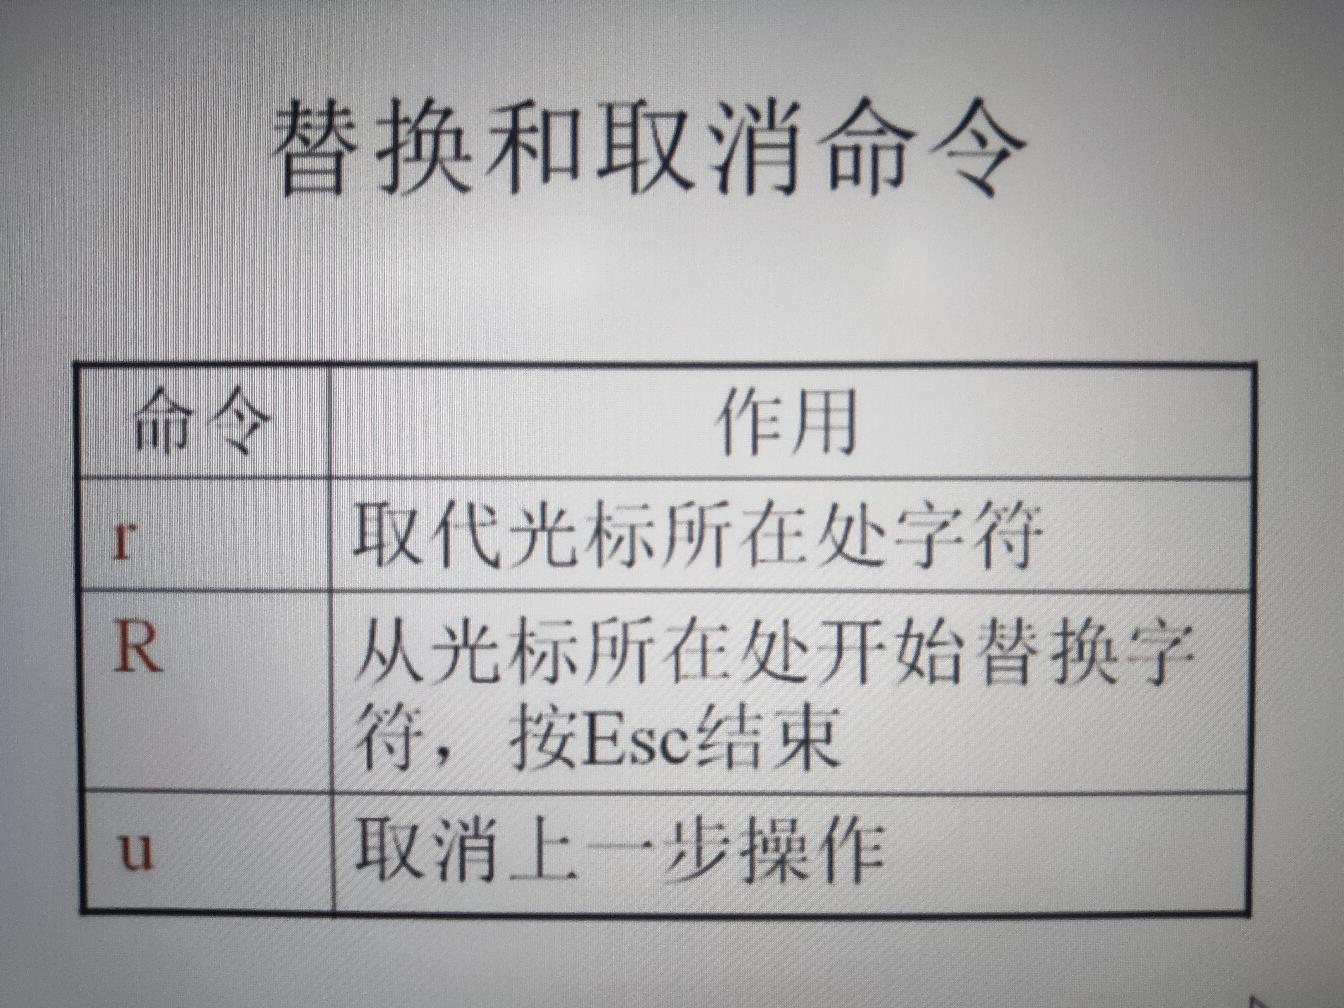 替换和取消命令
命令 作用
r 取代光标所在处字符
R 从光标所在处开始替换字
符，按Esc结束
u 取消上一步操作